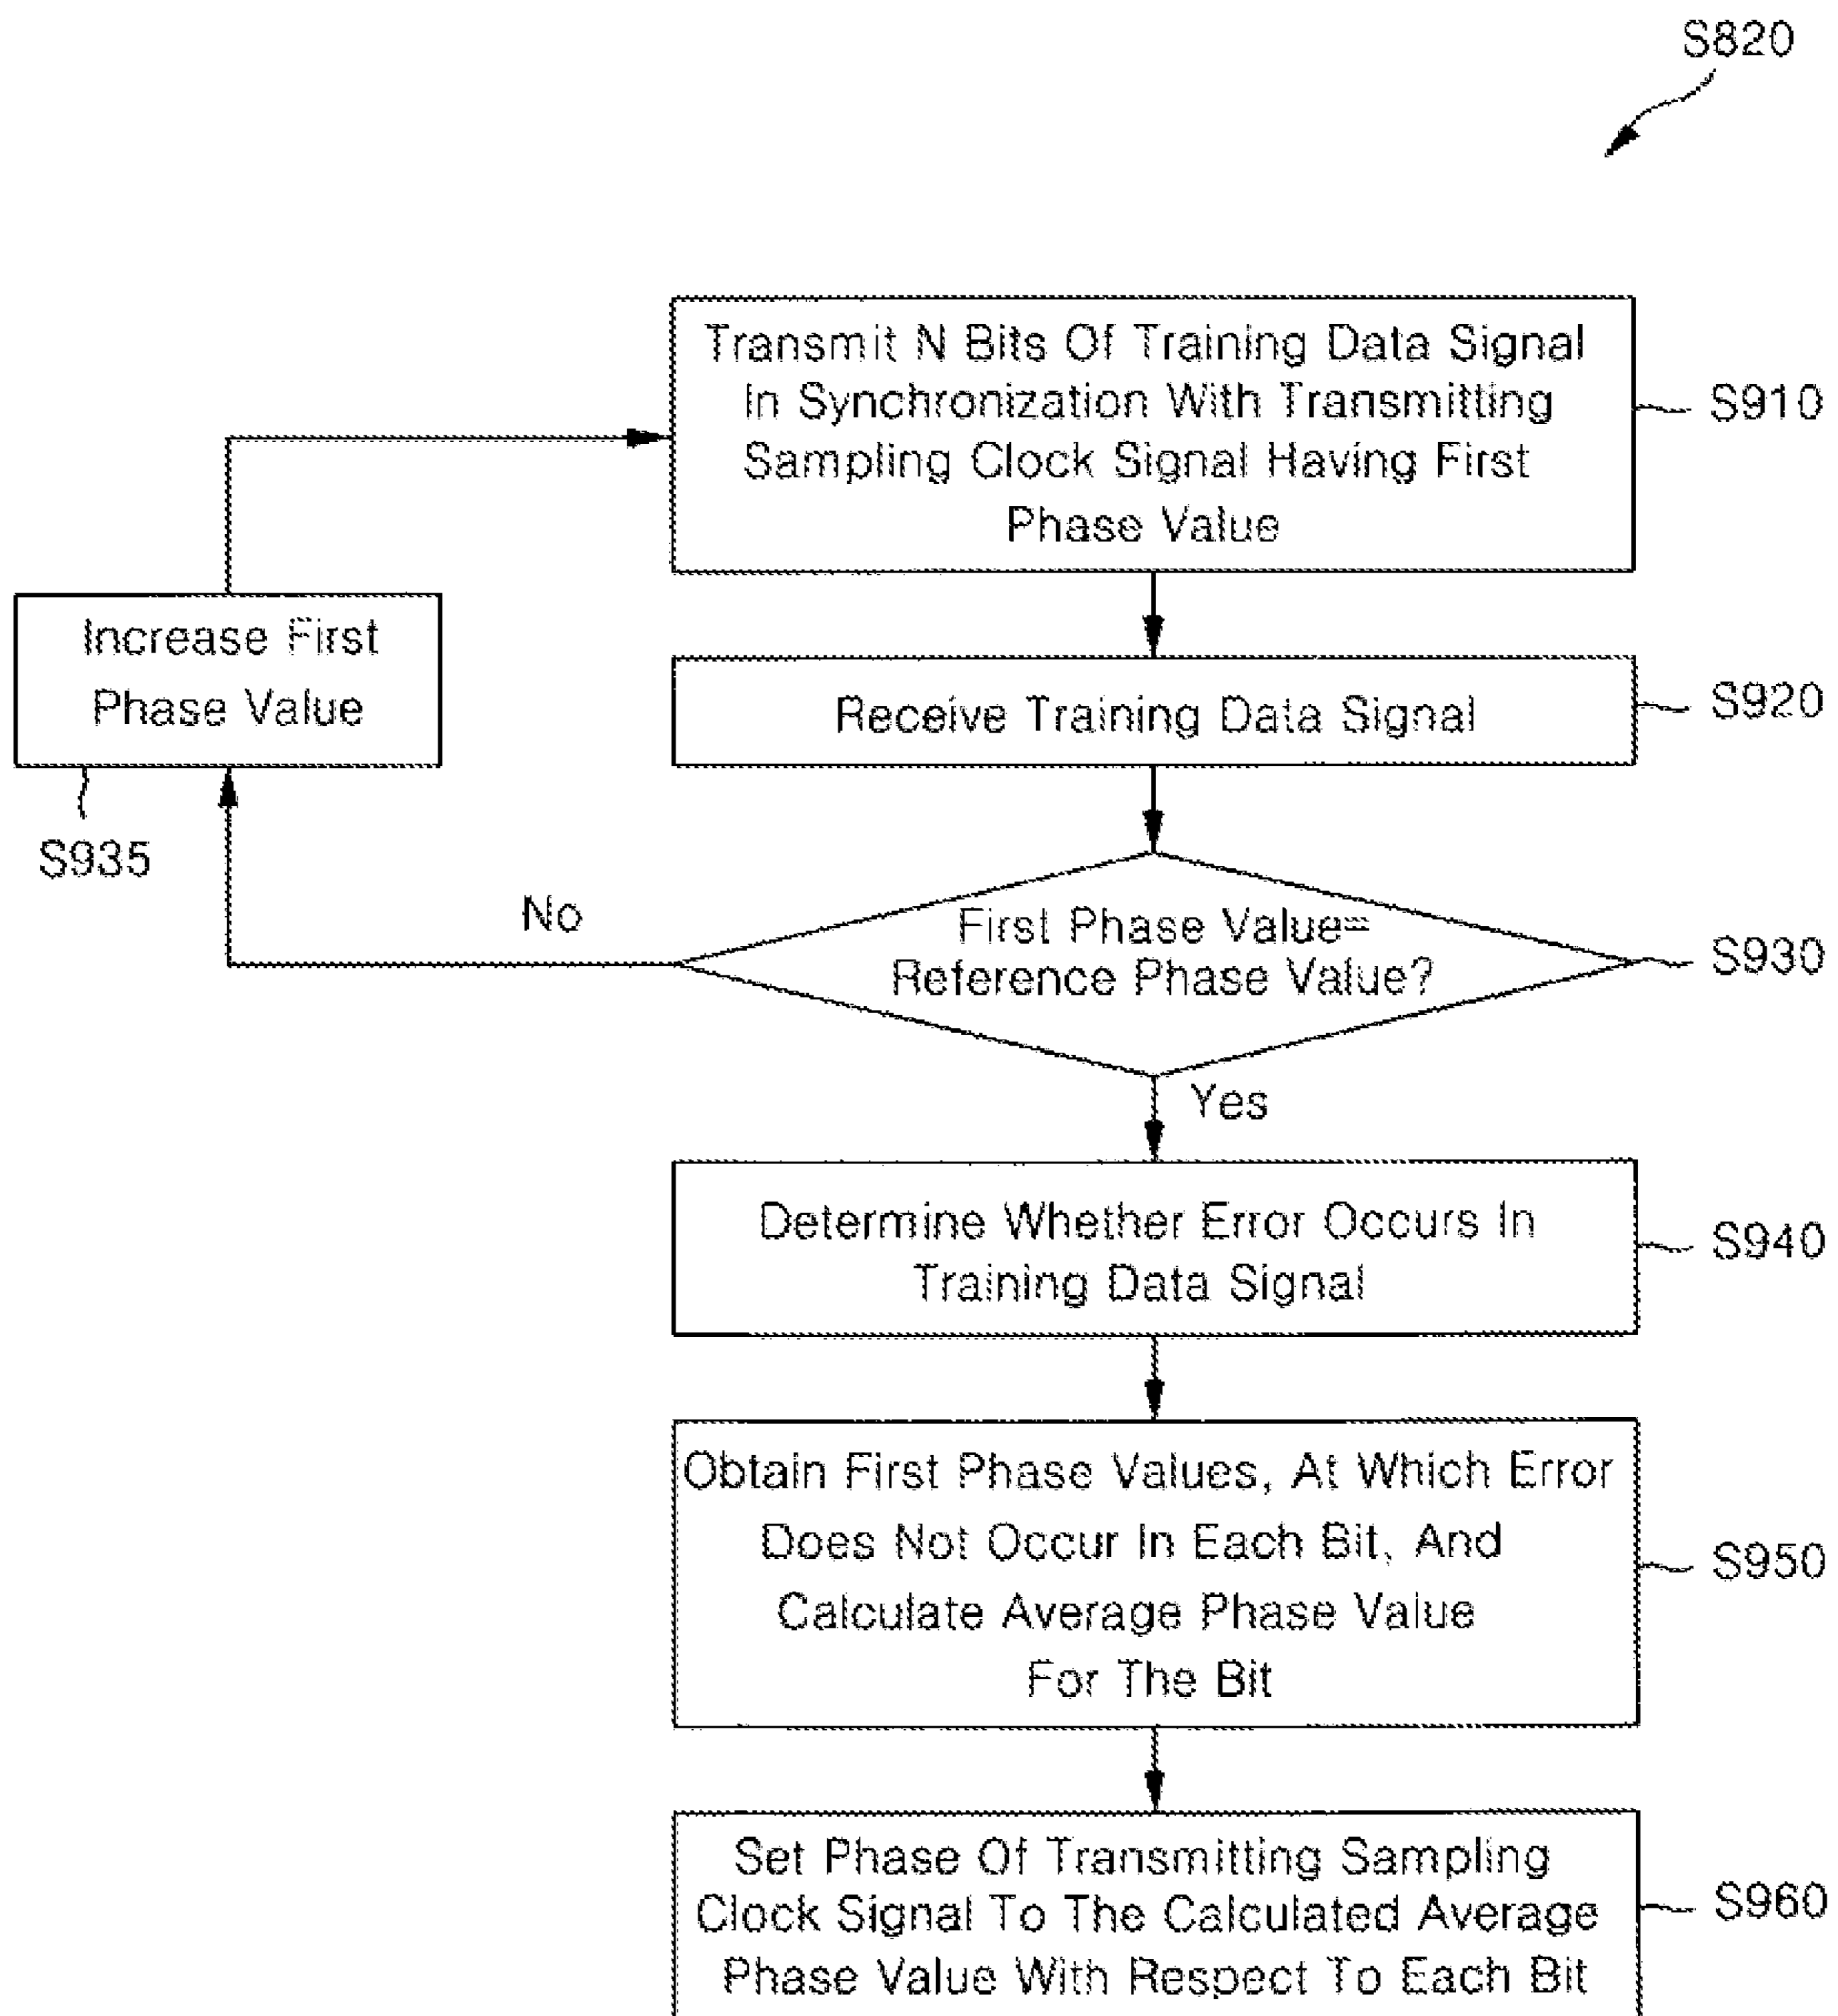 S820
Transmit N Bits Of Training Data Signal
In Synchronization With Transmitting
Sampling Clock Signal Having First
Phase Value
S910
Increase First
Phase Value
S935
Receive Training Data Signal
S920
No
First Phase Value=
Reference Phase Value?
S930
Yes
Determine Whether Error Occurs In
Training Data Signal
S940
Obtain First Phase Values, At Which Error
Does Not Occur In Each Bit, And
Calculate Average Phase Value
For The Bit
S950
Set Phase Of Transmitting Sampling
Clock Signal To The Calculated Average
Phase Value With Respect To Each Bit
S960